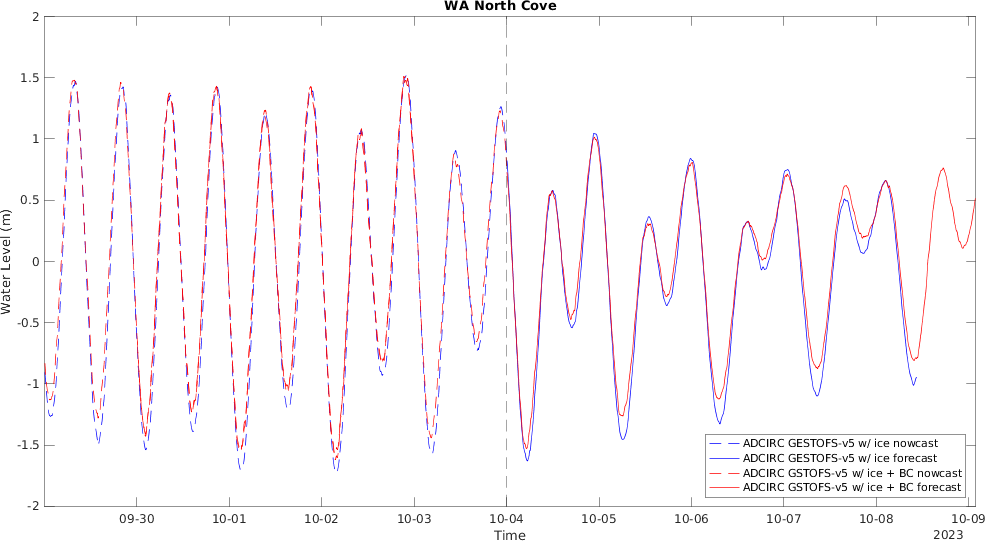 WA North Cove
2
1.5
1
0.5
0
-0.5
-1
-1.5
-2
Water Level (m)
09-30 10-01 10-02 10-03 10-04 10-05 10-06 10-07 10-08 10-09
Time
2023
ADCIRC GESTOFS-v5 w/ ice nowcast
ADCIRC GESTOFS-v5 w/ ice forecast
ADCIRC GSTOFS-v5 w/ ice + BC nowcast
ADCIRC GSTOFS-v5 w/ ice + BC forecast